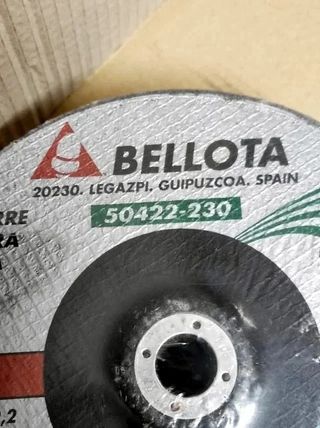 BELLOTA
20230. LEGAZPI. GUIPUZCOA. SPAIN
50422-230